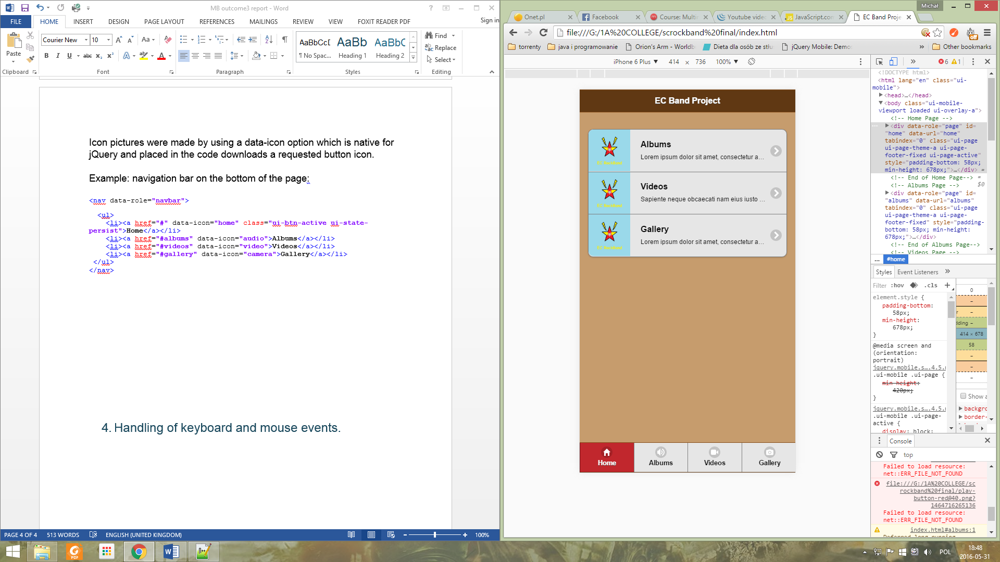 MB outcome3 report - Word
FILE
HOME
INSERT
DESIGN
PAGE LAYOUT
REFERENCES
MAILINGS
REVIEW
VIEW
FOXIT READER PDF
Sign in
Paste
Courier New
10
AaBbCcD
AaBb
AaBbC
¶ No Spac...
Heading 1
Heading 2
Find
Replace
Select
Clipboard
Font
Paragraph
Styles
Editing
Icon pictures were made by using a data-icon option which is native for
jQuery and placed in the code downloads a requested button icon.
Example: navigation bar on the bottom of the page:
<nav data-role="navbar">
<ul>
<li><a href="#" data-icon="home" class="ui-btn-active ui-state-
persist">Home</a></li>
<li><a href="#albums" data-icon="audio">Albums</a></li>
<li><a href="#videos" data-icon="video">Videos</a></li>
<li><a href="#gallery" data-icon="camera">Gallery</a></li>
</ul>
</nav>
4. Handling of keyboard and mouse events.
PAGE 4 OF 4
513 WORDS
ENGLISH (UNITED KINGDOM)
100%
Michał
Onet.pl
Facebook
Course: Multim
Youtube video
JavaScript.com
EC Band Proje
file:///G:/1A%20COLLEGE/scrockband%20final/index.html
torrenty
java i programowanie
Orion's Arm - Worldb
Dieta dla osób ze stłu
jQuery Mobile: Demo
Other bookmarks
iPhone 6 Plus
414 × 736
100%
EC Band Project
Albums
Lorem ipsum dolor sit amet, consectetur a...
EC RockBand
Videos
Sapiente neque obcaecati nam eius iusto ...
EC RockBand
Gallery
Lorem ipsum dolor sit amet, consectetur a...
EC RockBand
Home
Albums
Videos
Gallery
6
1
<!DOCTYPE html>
<html lang="en" class="ui-
mobile">
<head>…</head>
<body class="ui-mobile-
viewport loaded ui-overlay-a">
<!-- Home Page -->
<div data-role="page" id=
"home" data-url="home"
tabindex="0" class="ui-page
ui-page-theme-a ui-page-
footer-fixed ui-page-active"
style="padding-bottom: 58px;
min-height: 678px;">…</div> =
<!-- End of Home Page--> =
$0
<!-- Albums Page -->
<div data-role="page" id=
"albums" data-url="albums"
tabindex="0" class="ui-page
ui-page-theme-a ui-page-
footer-fixed" style="padding-
bottom: 58px; min-height:
678px;">…</div>
<!-- End of Albums Page-->
<!-- Videos Page -->
... #home
Styles
Event Listeners
Filter
:hov
.cls
element.style {
padding-bottom:
58px;
min-height:
678px;
}
@media screen and
(orientation:
portrait)
jquery.mobile.s….4.5.m
.ui-mobile .ui-page {
min-height:
420px;
}
jquery.mobile.s….4.5.m
.ui-mobile .ui-page-
active {
display: block;
0
414 × 678
58
Show a
backgro
border-
Console
top
Failed to load resource:
net::ERR_FILE_NOT_FOUND
file:///G:/1A%20COLLEGE/sc
rockband%20final/play-
button-red@40.png?
1464716265136
Failed to load resource:
net::ERR_FILE_NOT_FOUND
index.html#albums:1
Deferred long-running
POL
18:48
2016-05-31